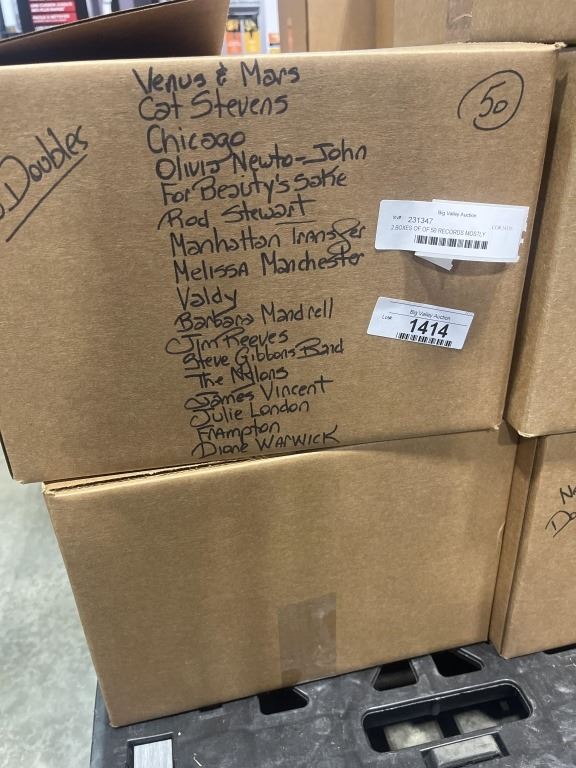 Doubles
Venus & Mars
Cat Stevens
Chicago
Olivia Newto-John
For Beauty's Sake
Rod Stewart
Manhattan Transfer
Melissa Manchester
Valdy
Barbara Mandrell
Jim Reeves
Steve Gibbons Band
The Nylons
James Vincent
Julie London
Frampton
Dione Warwick
50
Big Valley Auction
231347
2 BOXES OF OF 50 RECORDS MOSTLY
Big Valley Auction
Lot#
1414